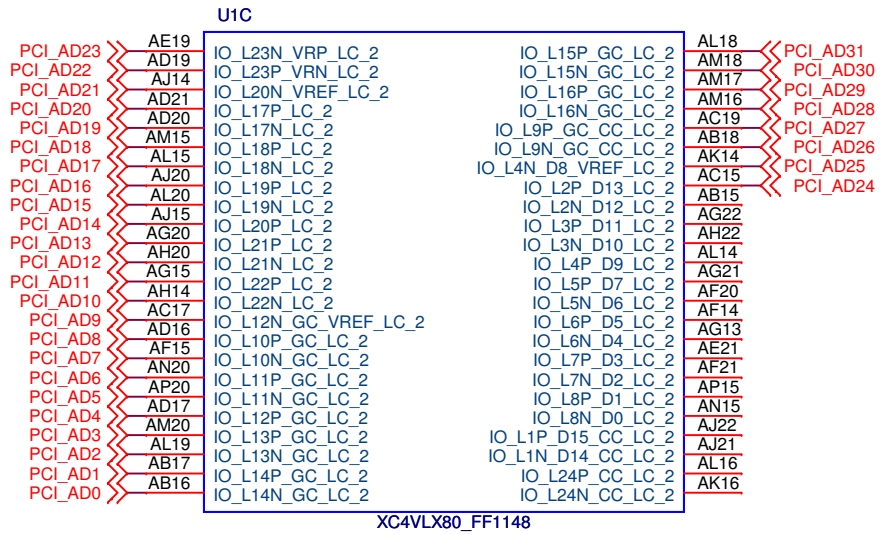 U1C
PCI_AD23 AE19 IO_L23N_VRP_LC_2 IO_L15P_GC_LC_2 AL18 PCI_AD31
PCI_AD22 AD19 IO_L23P_VRN_LC_2 IO_L15N_GC_LC_2 AM18 PCI_AD30
PCI_AD21 AJ14 IO_L20N_VREF_LC_2 IO_L16P_GC_LC_2 AM17 PCI_AD29
PCI_AD20 AD21 IO_L17P_LC_2 IO_L16N_GC_LC_2 AM16 PCI_AD28
PCI_AD19 AD20 IO_L17N_LC_2 IO_L9P_GC_CC_LC_2 AC19 PCI_AD27
PCI_AD18 AM15 IO_L18P_LC_2 IO_L9N_GC_CC_LC_2 AB18 PCI_AD26
PCI_AD17 AL15 IO_L18N_LC_2 IO_L4N_D8_VREF_LC_2 AK14 PCI_AD25
PCI_AD16 AJ20 IO_L19P_LC_2 IO_L2P_D13_LC_2 AC15 PCI_AD24
PCI_AD15 AL20 IO_L19N_LC_2 IO_L2N_D12_LC_2 AB15
PCI_AD14 AJ15 IO_L20P_LC_2 IO_L3P_D11_LC_2 AG22
PCI_AD13 AG20 IO_L21P_LC_2 IO_L3N_D10_LC_2 AH22
PCI_AD12 AH20 IO_L21N_LC_2 IO_L4P_D9_LC_2 AL14
PCI_AD11 AG15 IO_L22P_LC_2 IO_L5P_D7_LC_2 AG21
PCI_AD10 AH14 IO_L22N_LC_2 IO_L5N_D6_LC_2 AF20
PCI_AD9 AC17 IO_L12N_GC_VREF_LC_2 IO_L6P_D5_LC_2 AF14
PCI_AD8 AD16 IO_L10P_GC_LC_2 IO_L6N_D4_LC_2 AG13
PCI_AD7 AF15 IO_L10N_GC_LC_2 IO_L7P_D3_LC_2 AE21
PCI_AD6 AN20 IO_L11P_GC_LC_2 IO_L7N_D2_LC_2 AF21
PCI_AD5 AP20 IO_L11N_GC_LC_2 IO_L8P_D1_LC_2 AP15
PCI_AD4 AD17 IO_L12P_GC_LC_2 IO_L8N_D0_LC_2 AN15
PCI_AD3 AM20 IO_L13P_GC_LC_2 IO_L1P_D15_CC_LC_2 AJ22
PCI_AD2 AL19 IO_L13N_GC_LC_2 IO_L1N_D14_CC_LC_2 AJ21
PCI_AD1 AB17 IO_L14P_GC_LC_2 IO_L24P_CC_LC_2 AL16
PCI_AD0 AB16 IO_L14N_GC_LC_2 IO_L24N_CC_LC_2 AK16
XC4VLX80_FF1148